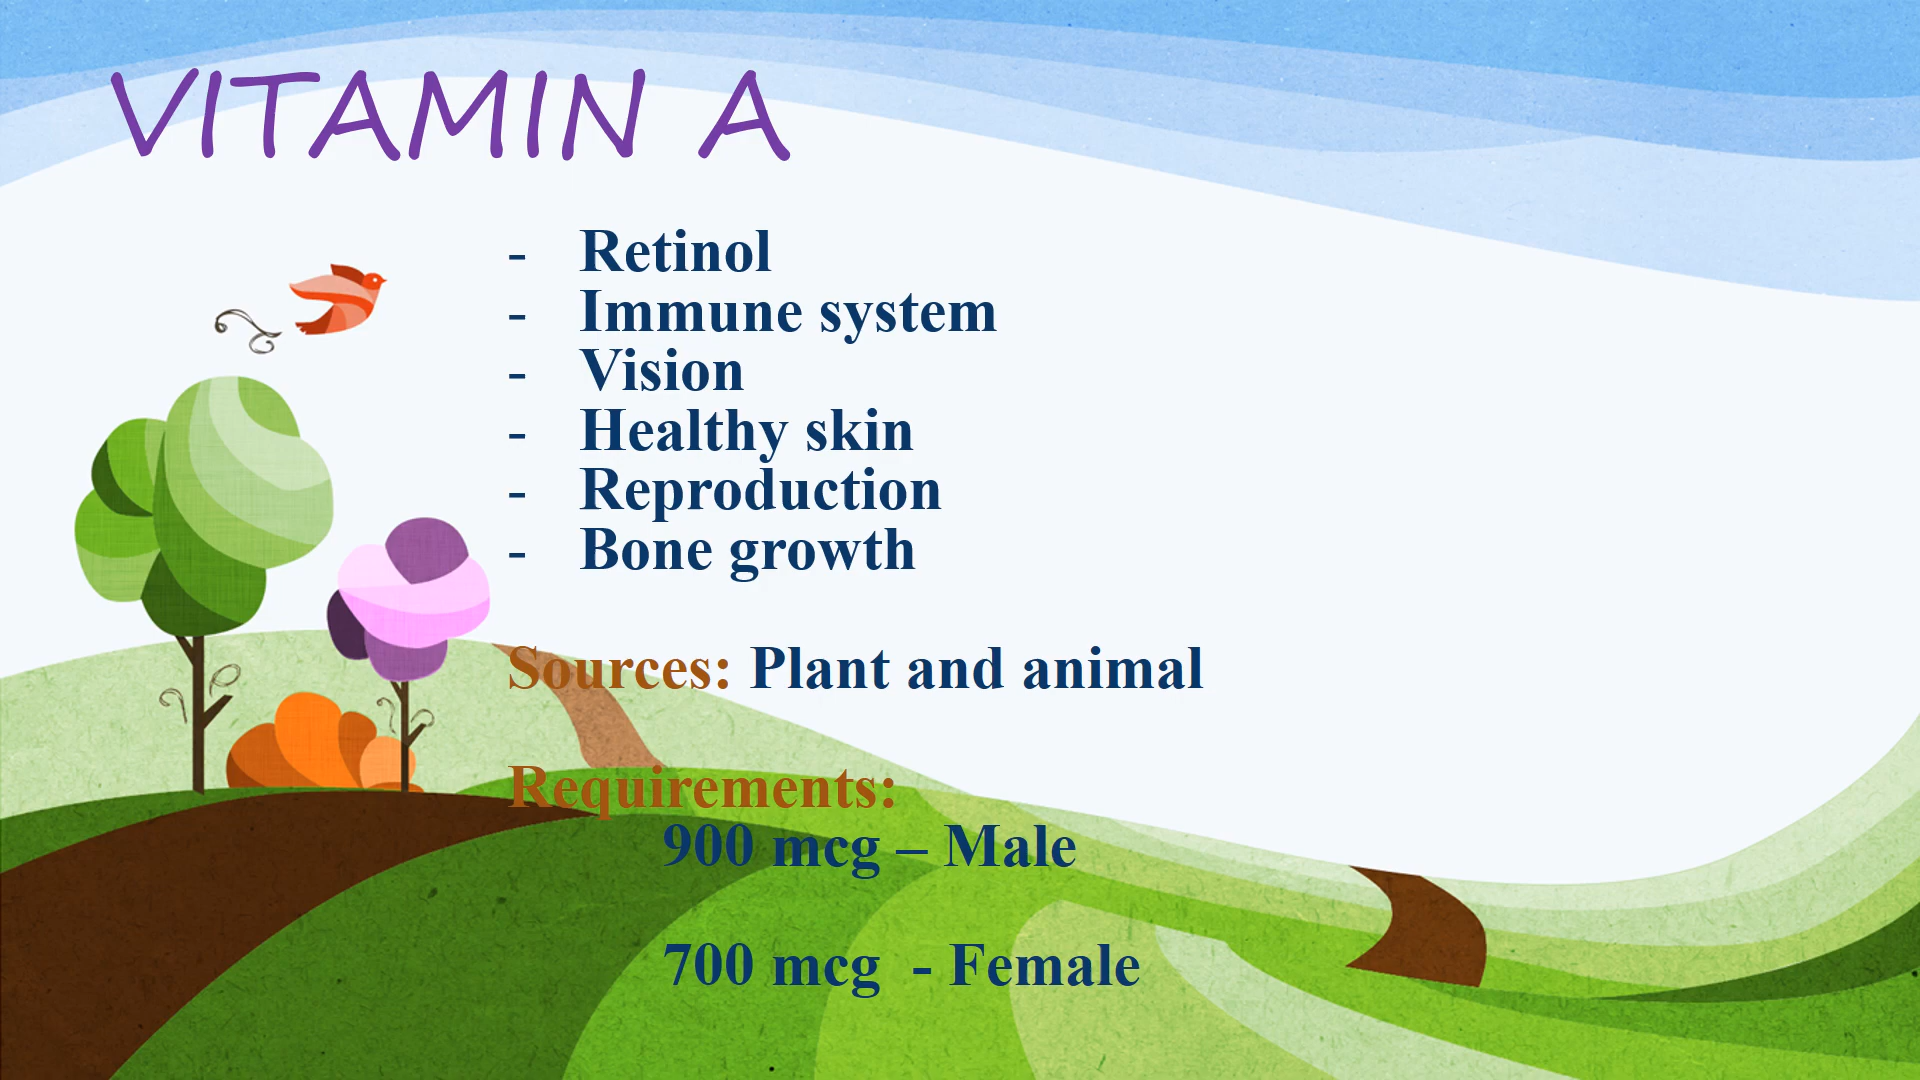 VITAMIN A
- Retinol
- Immune system
- Vision
- Healthy skin
- Reproduction
- Bone growth
Sources: Plant and animal
Requirements:
900 mcg – Male
700 mcg  - Female